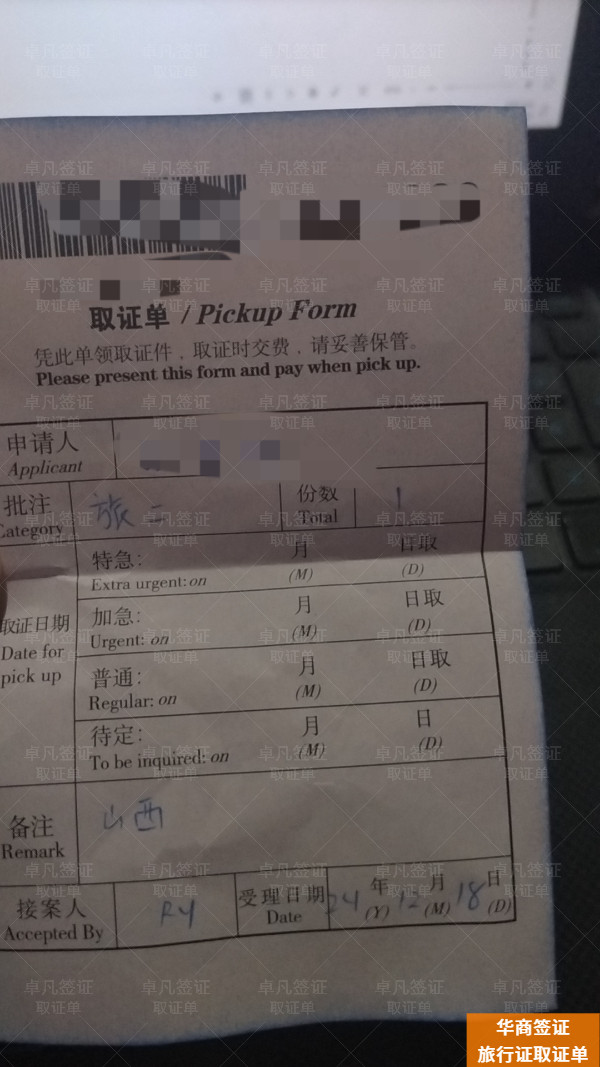 取证单 / Pickup Form
凭此单领取证件，取证时交费，请妥善保管。
Please present this form and pay when pick up.
申请人
Applicant
批注 旅 份数 1
Category Total
特急： 月 日取
Extra urgent: on (M) (D)
取证日期
Date for
pick up
加急： 月 日取
Urgent: on (M) (D)
普通： 月 日取
Regular: on (M) (D)
待定： 月 日
To be inquired: on (M) (D)
备注 山西
Remark
接案人 RY 受理日期 24 年 12 月 18 日
Accepted By Date (Y) (M) (D)
卓凡签证
取证单
华商签证
旅行证取证单